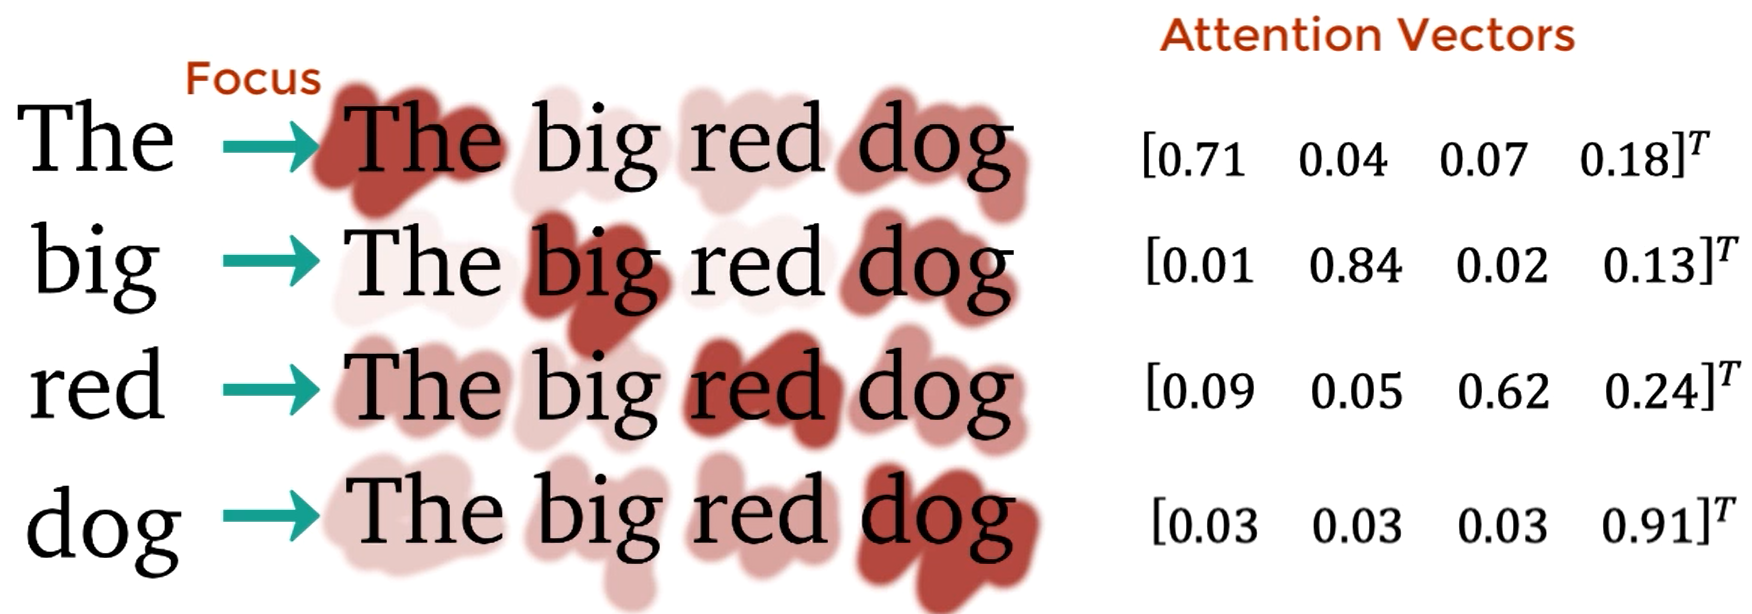 Attention Vectors
Focus
The The big red dog [0.71 0.04 0.07 0.18]ᵀ
big The big red dog [0.01 0.84 0.02 0.13]ᵀ
red The big red dog [0.09 0.05 0.62 0.24]ᵀ
dog The big red dog [0.03 0.03 0.03 0.91]ᵀ